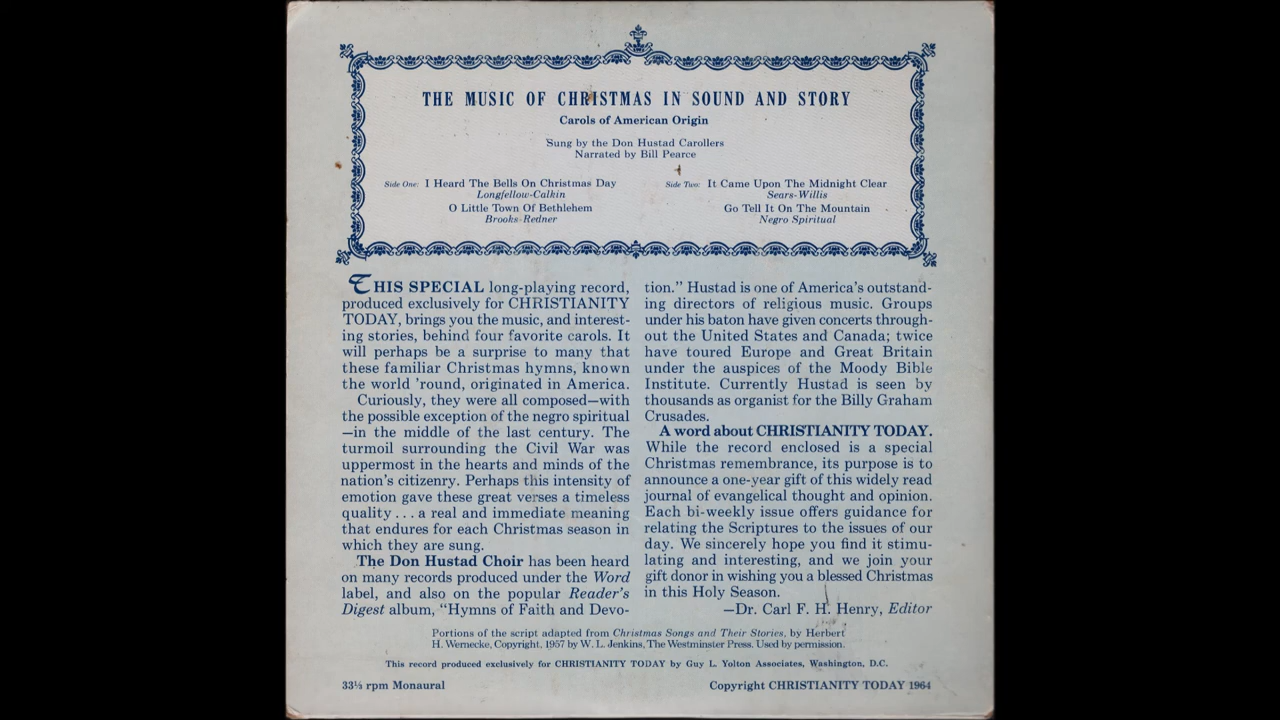 THE MUSIC OF CHRISTMAS IN SOUND AND STORY
Carols of American Origin
Sung by the Don Hustad Carollers
Narrated by Bill Pearce
Side One: I Heard The Bells On Christmas Day
Longfellow-Calkin
O Little Town Of Bethlehem
Brooks-Redner
Side Two: It Came Upon The Midnight Clear
Sears-Willis
Go Tell It On The Mountain
Negro Spiritual
THIS SPECIAL long-playing record,
produced exclusively for CHRISTIANITY
TODAY, brings you the music, and interest-
ing stories, behind four favorite carols. It
will perhaps be a surprise to many that
these familiar Christmas hymns, known
the world 'round, originated in America.
Curiously, they were all composed—with
the possible exception of the negro spiritual
—in the middle of the last century. The
turmoil surrounding the Civil War was
uppermost in the hearts and minds of the
nation's citizenry. Perhaps this intensity of
emotion gave these great verses a timeless
quality . . . a real and immediate meaning
that endures for each Christmas season in
which they are sung.
The Don Hustad Choir has been heard
on many records produced under the Word
label, and also on the popular Reader's
Digest album, "Hymns of Faith and Devo-
tion." Hustad is one of America's outstand-
ing directors of religious music. Groups
under his baton have given concerts through-
out the United States and Canada; twice
have toured Europe and Great Britain
under the auspices of the Moody Bible
Institute. Currently Hustad is seen by
thousands as organist for the Billy Graham
Crusades.
A word about CHRISTIANITY TODAY.
While the record enclosed is a special
Christmas remembrance, its purpose is to
announce a one-year gift of this widely read
journal of evangelical thought and opinion.
Each bi-weekly issue offers guidance for
relating the Scriptures to the issues of our
day. We sincerely hope you find it stimu-
lating and interesting, and we join your
gift donor in wishing you a blessed Christmas
in this Holy Season.
—Dr. Carl F. H. Henry, Editor
Portions of the script adapted from Christmas Songs and Their Stories, by Herbert
H. Wernecke, Copyright, 1957 by W. L. Jenkins, The Westminster Press. Used by permission.
This record produced exclusively for CHRISTIANITY TODAY by Guy L. Yolton Associates, Washington, D.C.
33⅓ rpm Monaural
Copyright CHRISTIANITY TODAY 1964